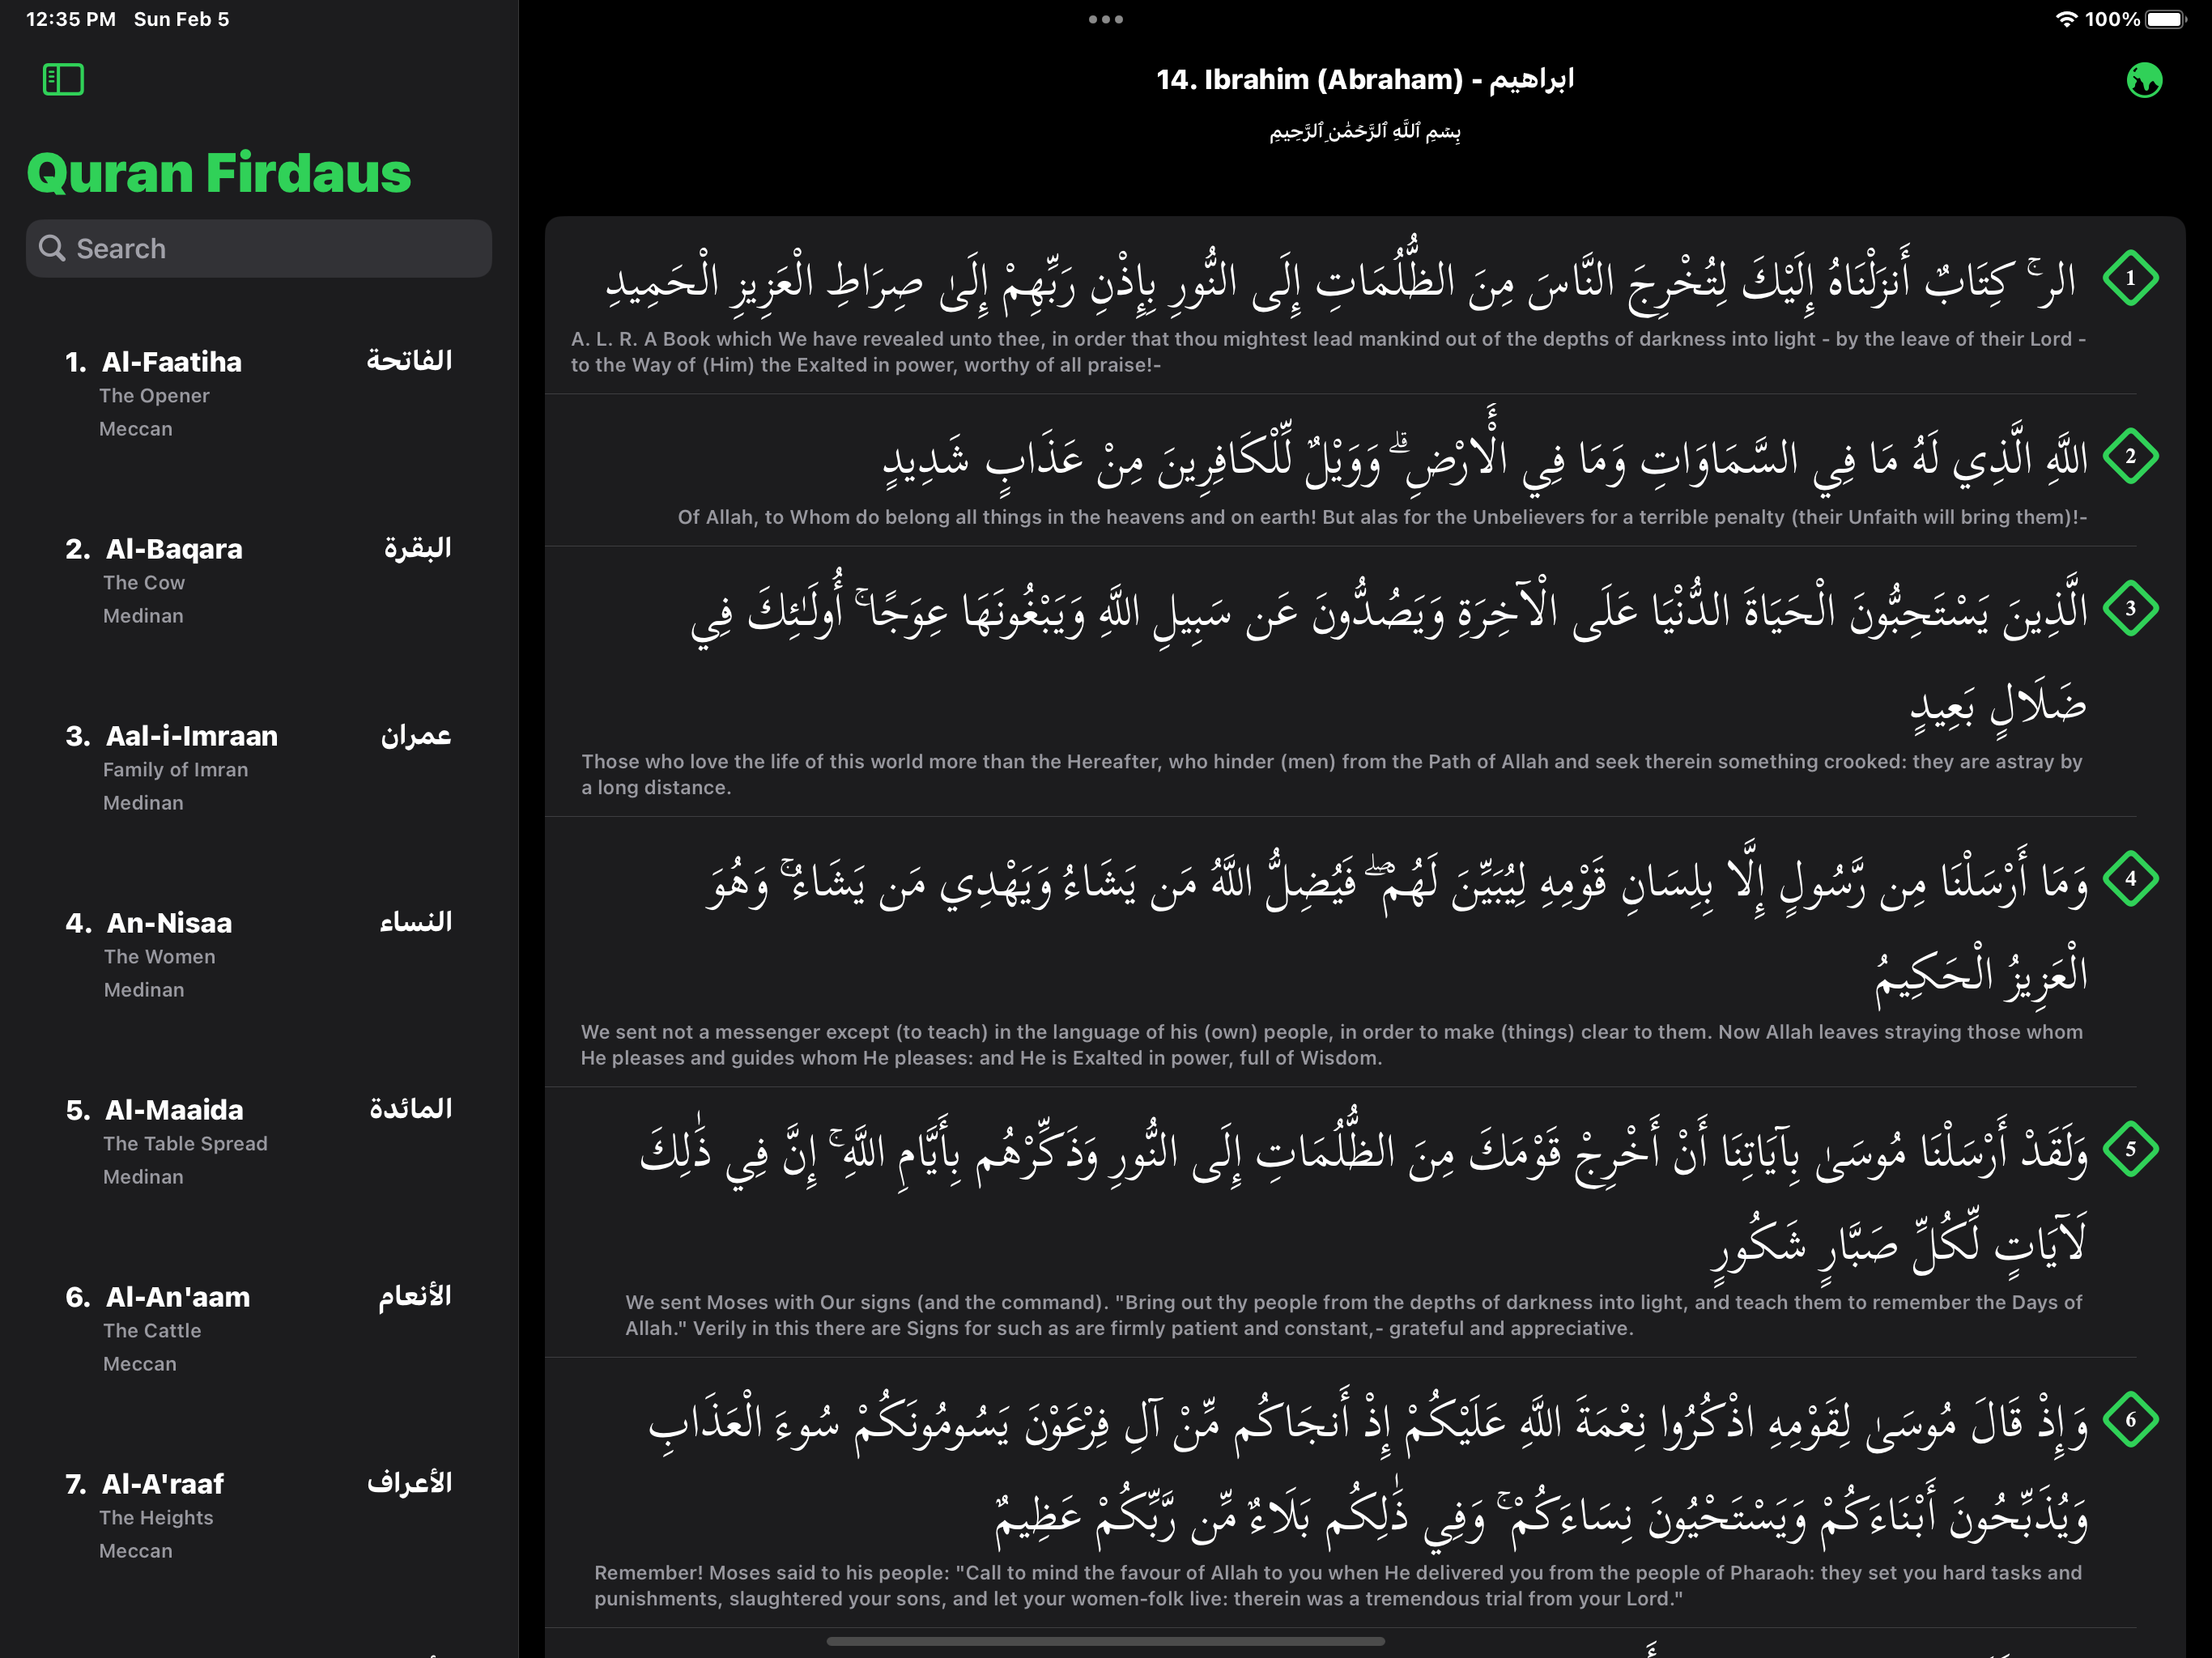 12:35 PM Sun Feb 5
100%
Quran Firdaus
Search
1. Al-Faatiha الفاتحة
The Opener
Meccan
2. Al-Baqara البقرة
The Cow
Medinan
3. Aal-i-Imraan عمران
Family of Imran
Medinan
4. An-Nisaa النساء
The Women
Medinan
5. Al-Maaida المائدة
The Table Spread
Medinan
6. Al-An'aam الأنعام
The Cattle
Meccan
7. Al-A'raaf الأعراف
The Heights
Meccan
14. Ibrahim (Abraham) - ابراهيم
بِسْمِ ٱللَّهِ ٱلرَّحْمَٰنِ ٱلرَّحِيمِ
1 الر ۚ كِتَابٌ أَنزَلْنَاهُ إِلَيْكَ لِتُخْرِجَ النَّاسَ مِنَ الظُّلُمَاتِ إِلَى النُّورِ بِإِذْنِ رَبِّهِمْ إِلَىٰ صِرَاطِ الْعَزِيزِ الْحَمِيدِ
A. L. R. A Book which We have revealed unto thee, in order that thou mightest lead mankind out of the depths of darkness into light - by the leave of their Lord -
to the Way of (Him) the Exalted in power, worthy of all praise!-
2 اللَّهِ الَّذِي لَهُ مَا فِي السَّمَاوَاتِ وَمَا فِي الْأَرْضِ ۗ وَوَيْلٌ لِّلْكَافِرِينَ مِنْ عَذَابٍ شَدِيدٍ
Of Allah, to Whom do belong all things in the heavens and on earth! But alas for the Unbelievers for a terrible penalty (their Unfaith will bring them)!-
3 الَّذِينَ يَسْتَحِبُّونَ الْحَيَاةَ الدُّنْيَا عَلَى الْآخِرَةِ وَيَصُدُّونَ عَن سَبِيلِ اللَّهِ وَيَبْغُونَهَا عِوَجًا ۚ أُولَـٰئِكَ فِي
ضَلَالٍ بَعِيدٍ
Those who love the life of this world more than the Hereafter, who hinder (men) from the Path of Allah and seek therein something crooked: they are astray by
a long distance.
4 وَمَا أَرْسَلْنَا مِن رَّسُولٍ إِلَّا بِلِسَانِ قَوْمِهِ لِيُبَيِّنَ لَهُمْ ۖ فَيُضِلُّ اللَّهُ مَن يَشَاءُ وَيَهْدِي مَن يَشَاءُ ۚ وَهُوَ
الْعَزِيزُ الْحَكِيمُ
We sent not a messenger except (to teach) in the language of his (own) people, in order to make (things) clear to them. Now Allah leaves straying those whom
He pleases and guides whom He pleases: and He is Exalted in power, full of Wisdom.
5 وَلَقَدْ أَرْسَلْنَا مُوسَىٰ بِآيَاتِنَا أَنْ أَخْرِجْ قَوْمَكَ مِنَ الظُّلُمَاتِ إِلَى النُّورِ وَذَكِّرْهُم بِأَيَّامِ اللَّهِ ۚ إِنَّ فِي ذَٰلِكَ
لَآيَاتٍ لِّكُلِّ صَبَّارٍ شَكُورٍ
We sent Moses with Our signs (and the command). "Bring out thy people from the depths of darkness into light, and teach them to remember the Days of
Allah." Verily in this there are Signs for such as are firmly patient and constant,- grateful and appreciative.
6 وَإِذْ قَالَ مُوسَىٰ لِقَوْمِهِ اذْكُرُوا نِعْمَةَ اللَّهِ عَلَيْكُمْ إِذْ أَنجَاكُم مِّنْ آلِ فِرْعَوْنَ يَسُومُونَكُمْ سُوءَ الْعَذَابِ
وَيُذَبِّحُونَ أَبْنَاءَكُمْ وَيَسْتَحْيُونَ نِسَاءَكُمْ ۚ وَفِي ذَٰلِكُم بَلَاءٌ مِّن رَّبِّكُمْ عَظِيمٌ
Remember! Moses said to his people: "Call to mind the favour of Allah to you when He delivered you from the people of Pharaoh: they set you hard tasks and
punishments, slaughtered your sons, and let your women-folk live: therein was a tremendous trial from your Lord."